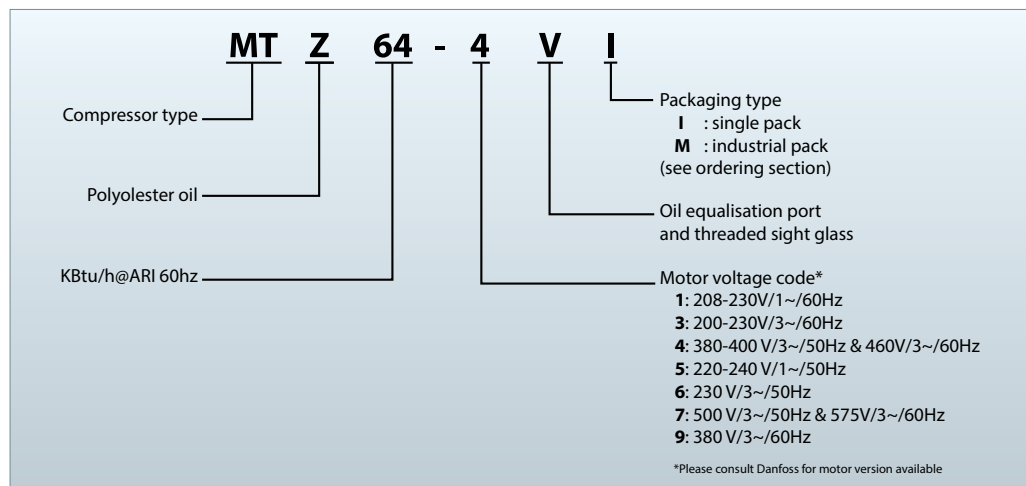 MT Z 64 - 4 V I
Compressor type
Polyolester oil
KBtu/h@ARI 60hz
Packaging type
I : single pack
M : industrial pack
(see ordering section)
Oil equalisation port
and threaded sight glass
Motor voltage code*
1: 208-230V/1~/60Hz
3: 200-230V/3~/60Hz
4: 380-400 V/3~/50Hz & 460V/3~/60Hz
5: 220-240 V/1~/50Hz
6: 230 V/3~/50Hz
7: 500 V/3~/50Hz & 575V/3~/60Hz
9: 380 V/3~/60Hz
*Please consult Danfoss for motor version available